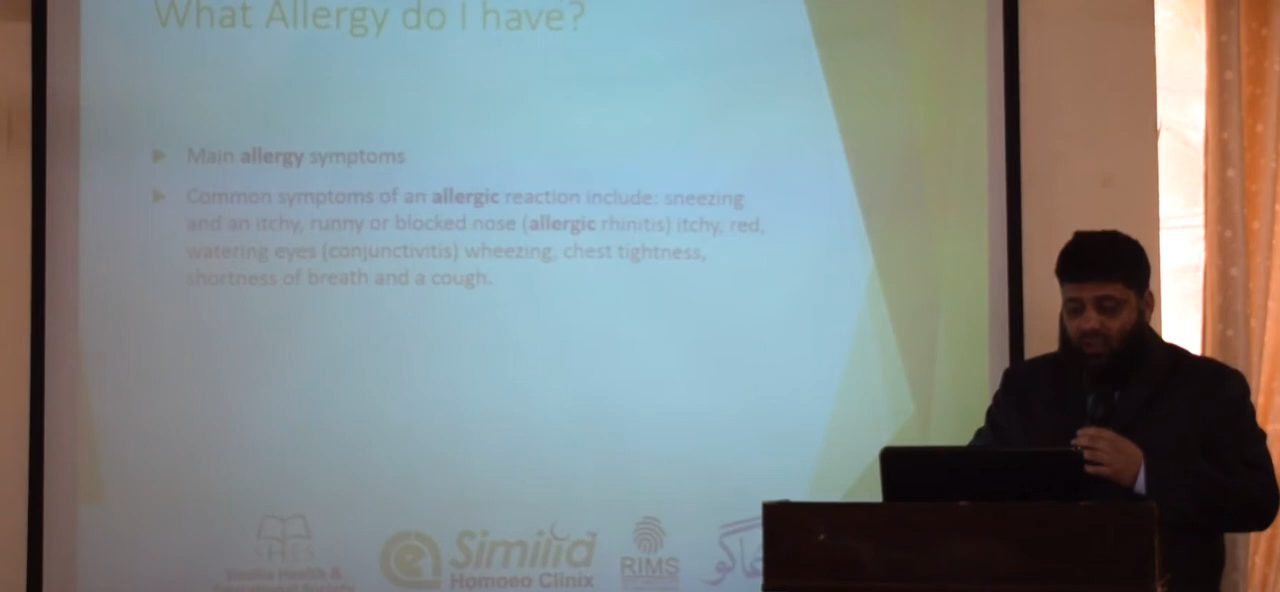 What Allergy do I have?
Main allergy symptoms
Common symptoms of an allergic reaction include: sneezing
and an itchy, runny or blocked nose (allergic rhinitis) itchy, red,
watering eyes (conjunctivitis) wheezing, chest tightness,
shortness of breath and a cough.
Health &
Similia
Homoeo Clinix
RIMS